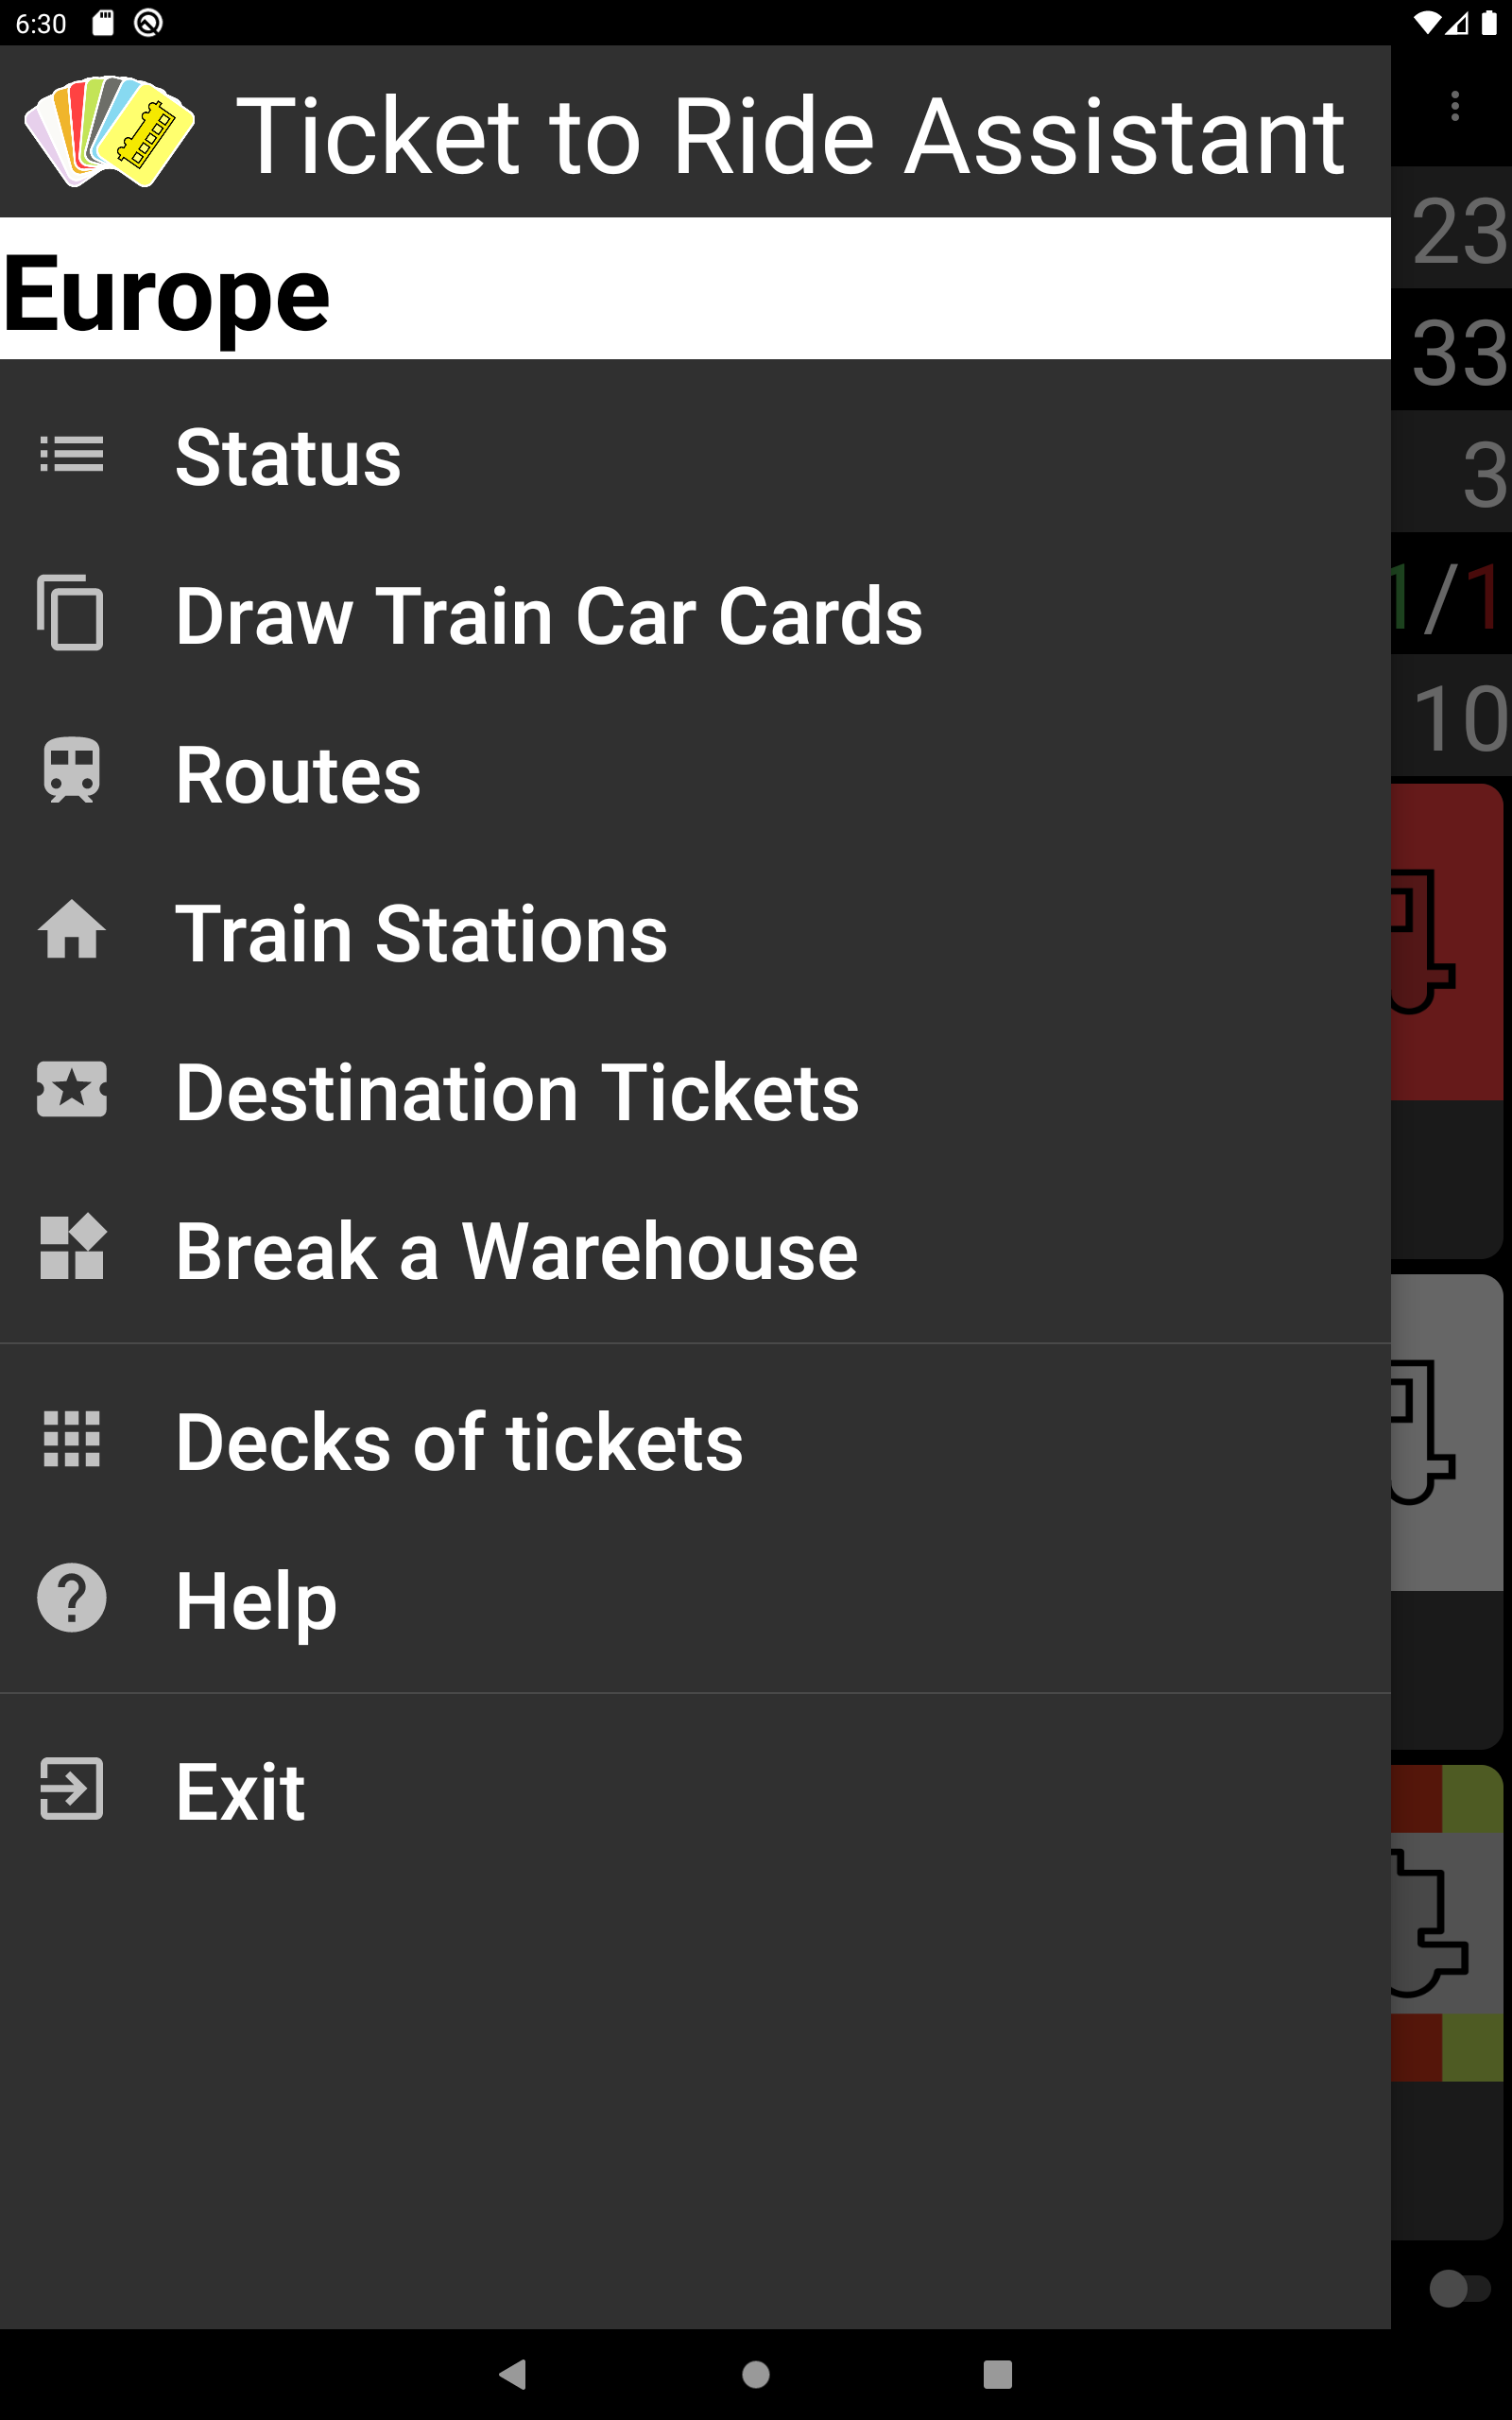 6:30
Ticket to Ride Assistant
Europe
23
33
3
1/1
10
Status
Draw Train Car Cards
Routes
Train Stations
Destination Tickets
Break a Warehouse
Decks of tickets
Help
Exit